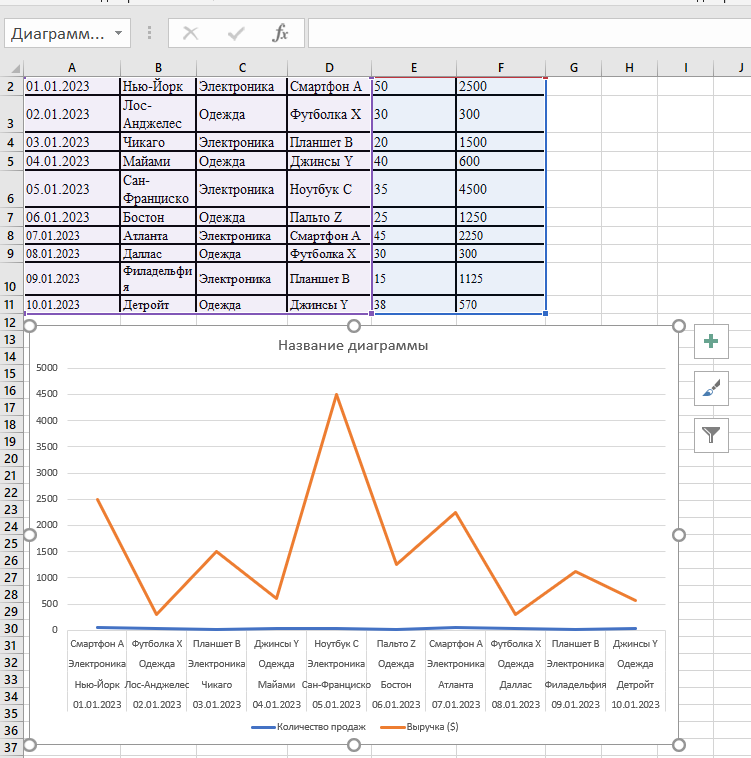 Диаграмм...
fx
A B C D E F G H I J
2 01.01.2023 Нью-Йорк Электроника Смартфон A 50 2500
3 02.01.2023 Лос-Анджелес Одежда Футболка X 30 300
4 03.01.2023 Чикаго Электроника Планшет B 20 1500
5 04.01.2023 Майами Одежда Джинсы Y 40 600
6 05.01.2023 Сан-Франциско Электроника Ноутбук C 35 4500
7 06.01.2023 Бостон Одежда Пальто Z 25 1250
8 07.01.2023 Атланта Электроника Смартфон A 45 2250
9 08.01.2023 Даллас Одежда Футболка X 30 300
10 09.01.2023 Филадельфия Электроника Планшет B 15 1125
11 10.01.2023 Детройт Одежда Джинсы Y 38 570
12
13
14
15
16
17
18
19
20
21
22
23
24
25
26
27
28
29
30
31
32
33
34
35
36
37
Название диаграммы
5000
4500
4000
3500
3000
2500
2000
1500
1000
500
0
Смартфон A Футболка X Планшет B Джинсы Y Ноутбук C Пальто Z Смартфон A Футболка X Планшет B Джинсы Y
Электроника Одежда Электроника Одежда Электроника Одежда Электроника Одежда Электроника Одежда
Нью-Йорк Лос-Анджелес Чикаго Майами Сан-Франциско Бостон Атланта Даллас Филадельфия Детройт
01.01.2023 02.01.2023 03.01.2023 04.01.2023 05.01.2023 06.01.2023 07.01.2023 08.01.2023 09.01.2023 10.01.2023
Количество продаж Выручка ($)